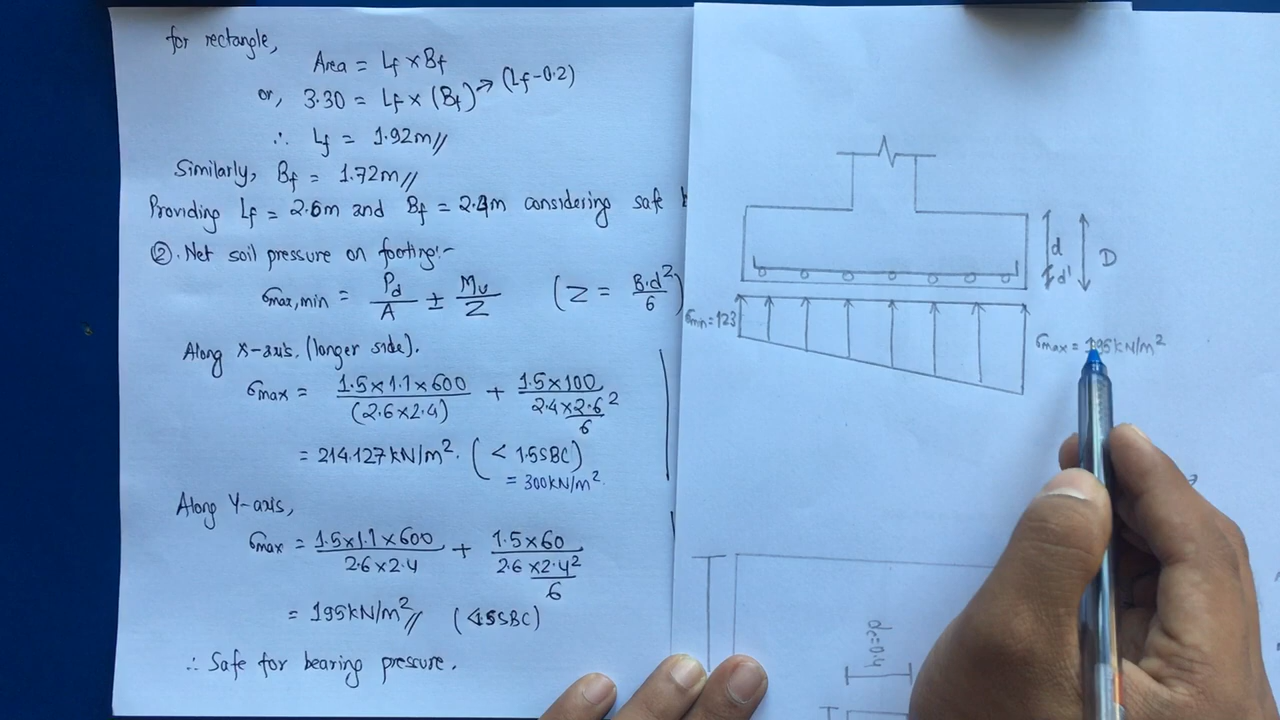 for rectangle,
Area = Lf × Bf
or, 3.30 = Lf × (Bf) → (Lf-0.2)
∴ Lf = 1.92m//
Similarly, Bf = 1.72m//
Providing Lf = 2.6m and Bf = 2.4m considering safe
②. Net soil pressure on footing:-
σmax,min = Pd/A ± Mu/Z (Z = B·d²/6)
Along X-axis, (longer side).
σmax = 1.5×1.1×600/(2.6×2.4) + 1.5×100/(2.4×2.6²/6)
= 214.127kN/m². (< 1.5SBC)
= 300kN/m².
Along Y-axis,
σmax = 1.5×1.1×600/2.6×2.4 + 1.5×60/(2.6×2.4²/6)
= 195kN/m²// (<1.5SBC)
∴ Safe for bearing pressure.
d
D
d'
σmin = 123
σmax = 195kN/m²
dc=0.4